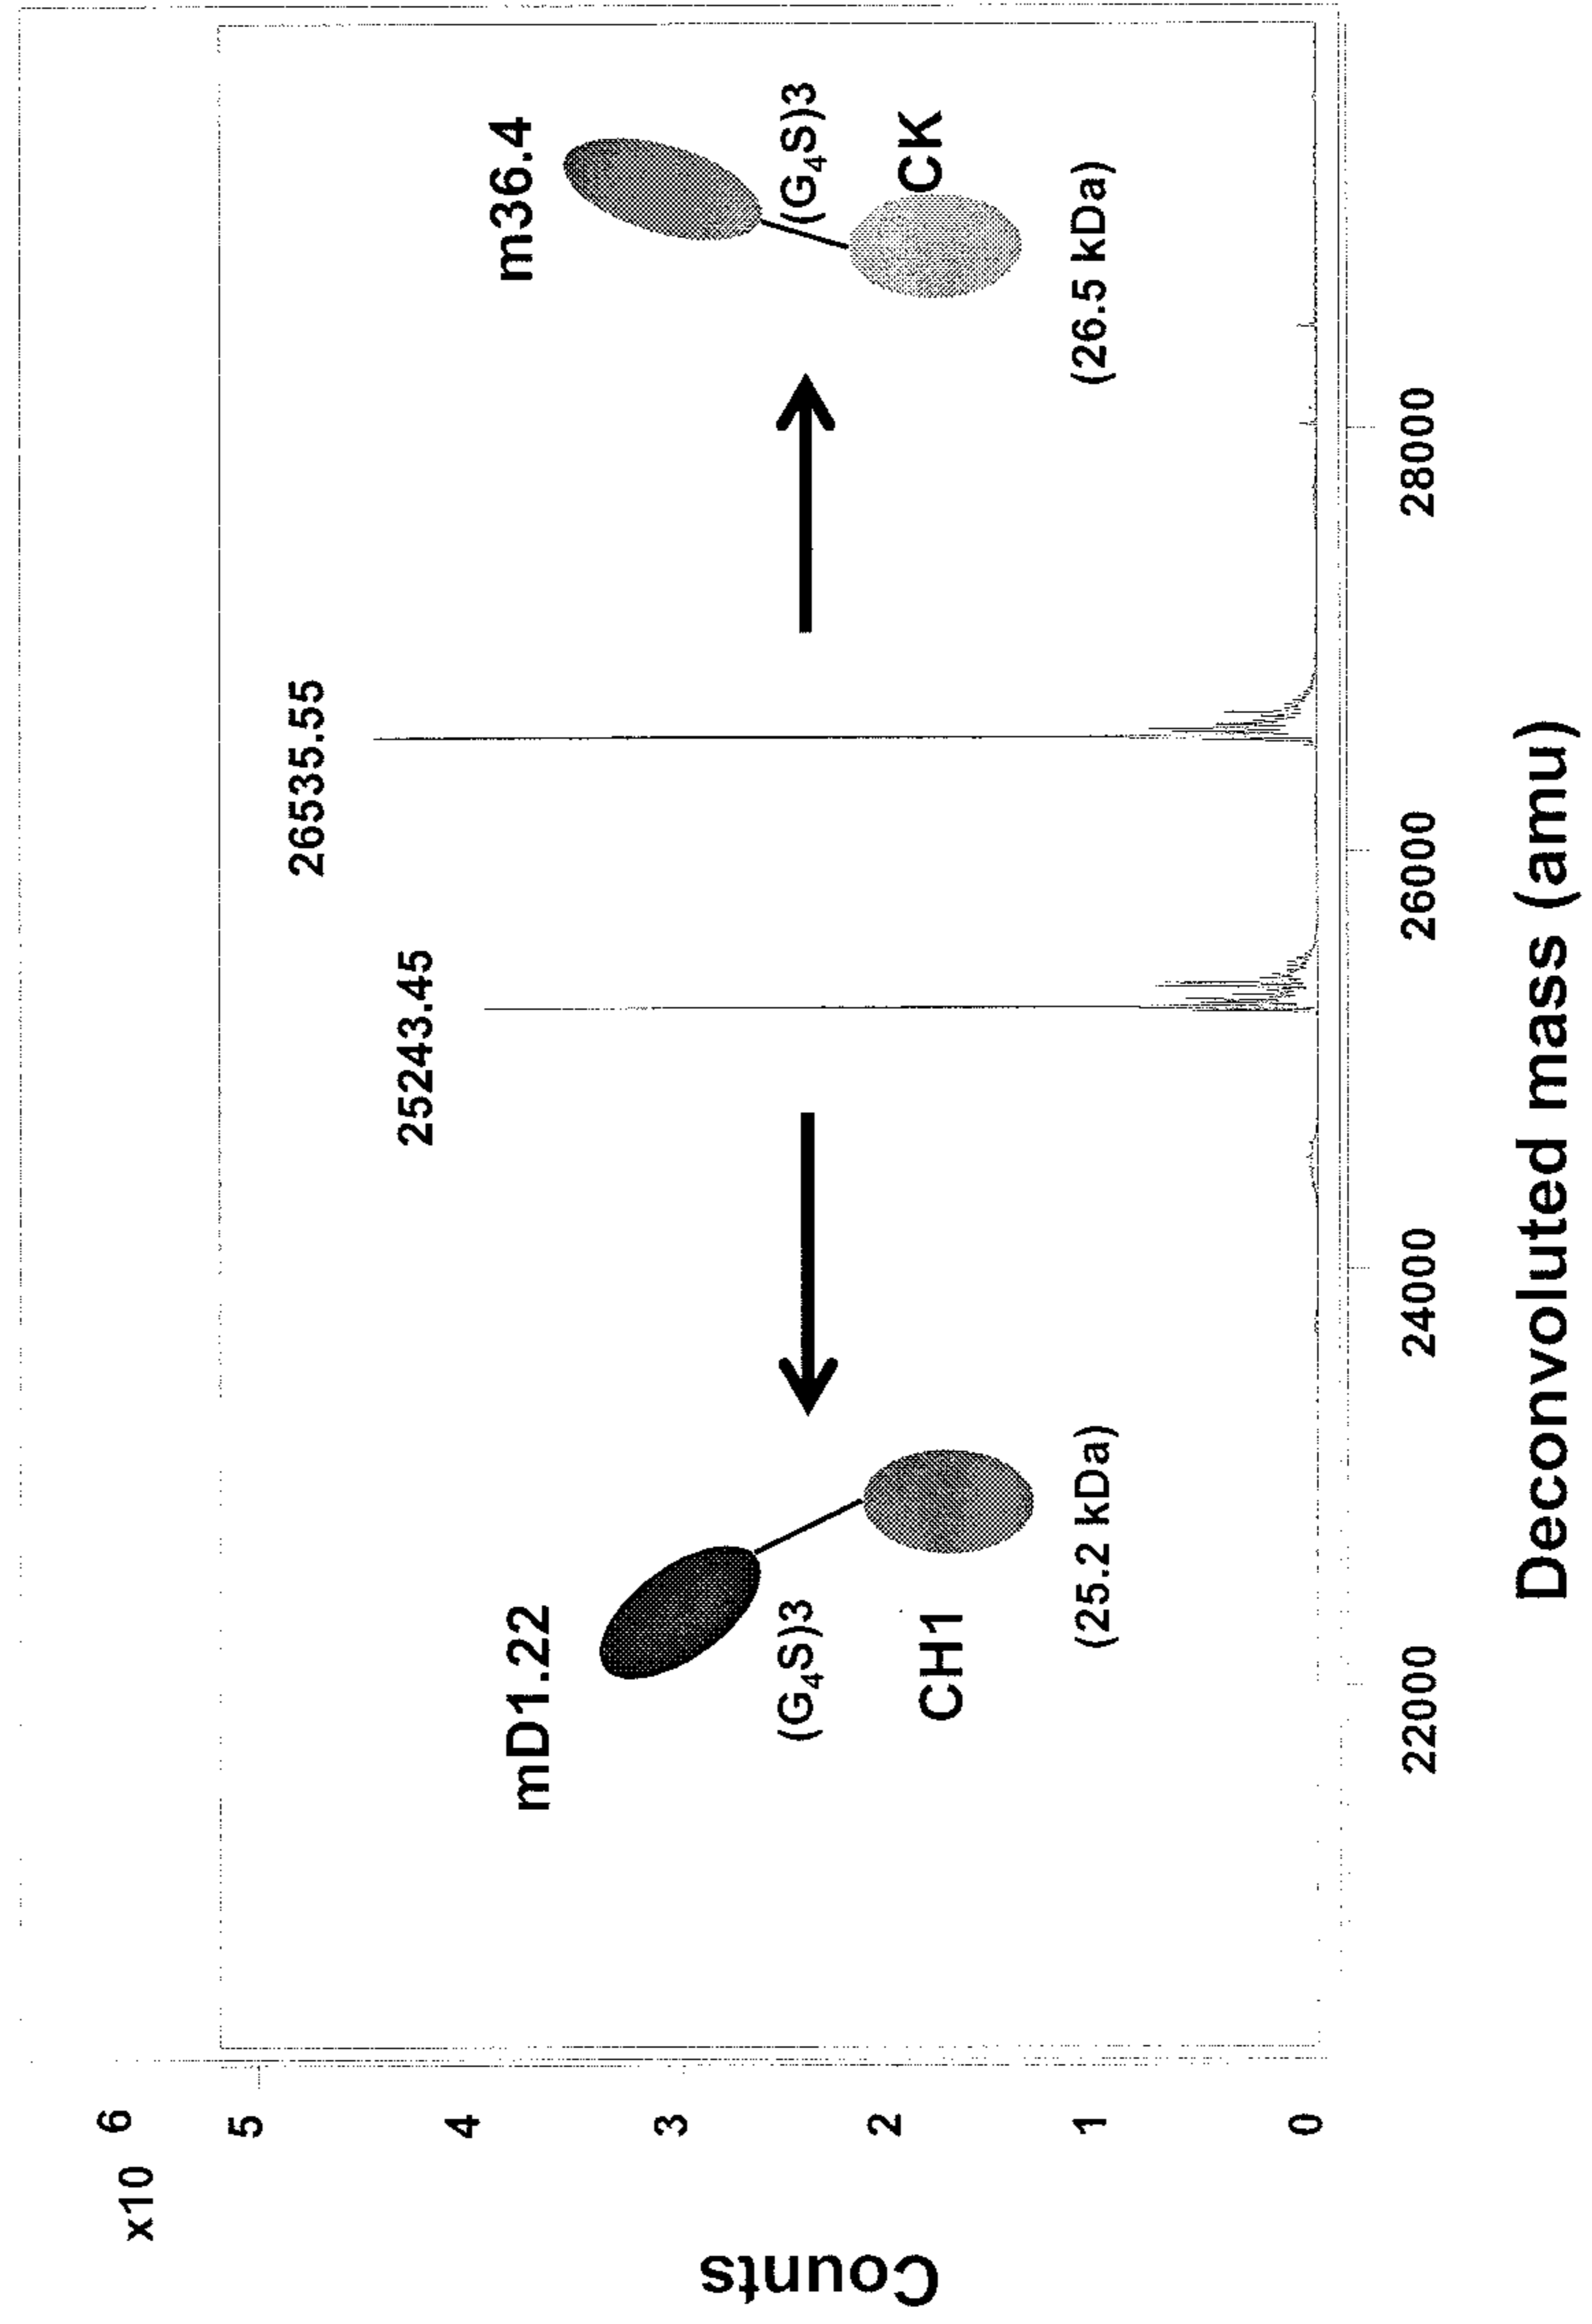 x10 6
5
4
3
2
1
0
Counts
26535.55
25243.45
mD1.22
(G4S)3
CH1
(25.2 kDa)
m36.4
(G4S)3
CK
(26.5 kDa)
22000
24000
26000
28000
Deconvoluted mass (amu)